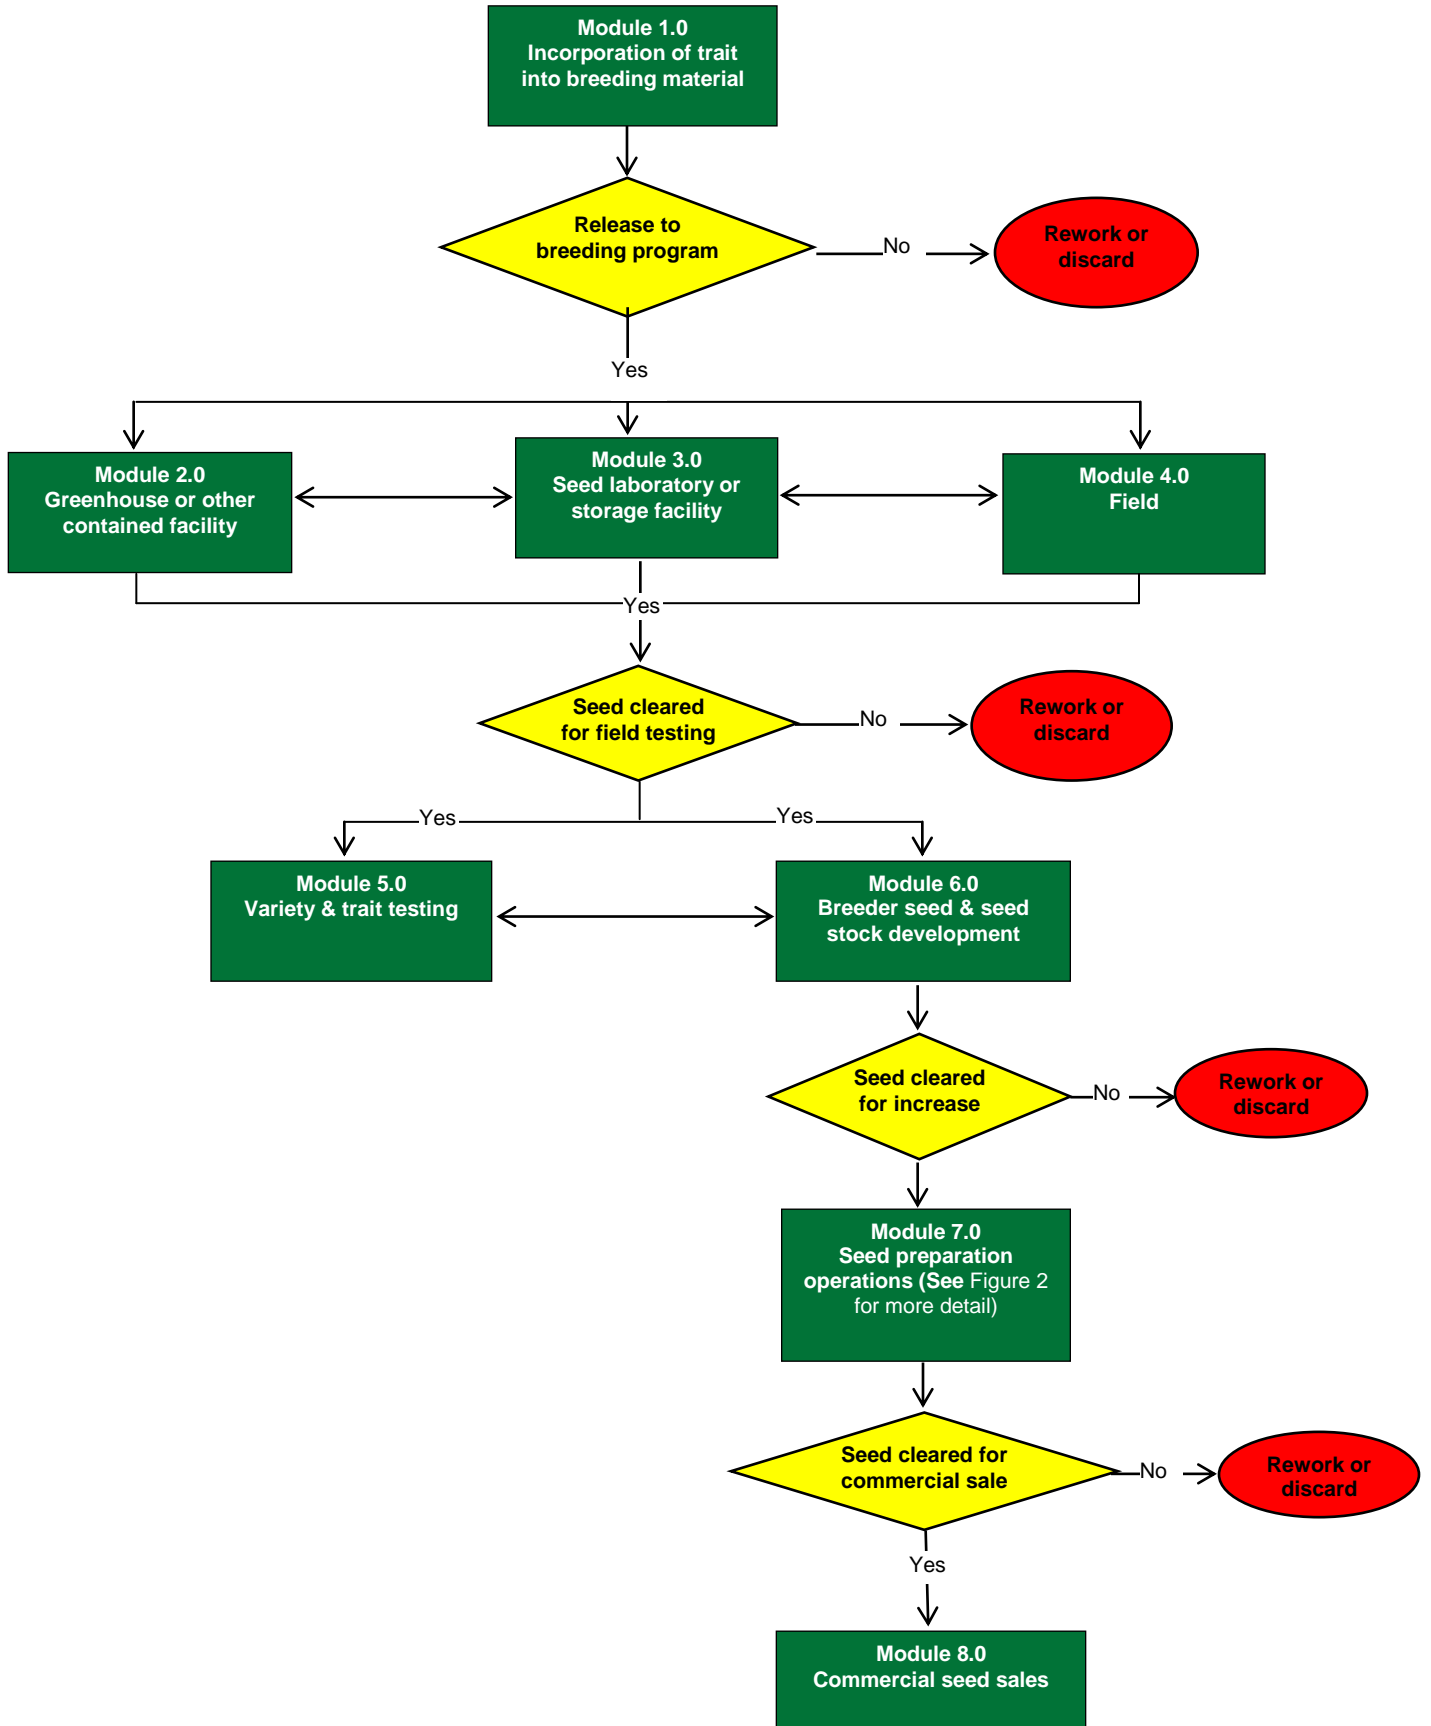 Module 1.0
Incorporation of trait
into breeding material
Release to
breeding program
No
Rework or
discard
Yes
Module 2.0
Greenhouse or other
contained facility
Module 3.0
Seed laboratory or
storage facility
Module 4.0
Field
Yes
Seed cleared
for field testing
No
Rework or
discard
Yes
Yes
Module 5.0
Variety & trait testing
Module 6.0
Breeder seed & seed
stock development
Seed cleared
for increase
No
Rework or
discard
Module 7.0
Seed preparation
operations (See Figure 2
for more detail)
Seed cleared for
commercial sale
No
Rework or
discard
Yes
Module 8.0
Commercial seed sales